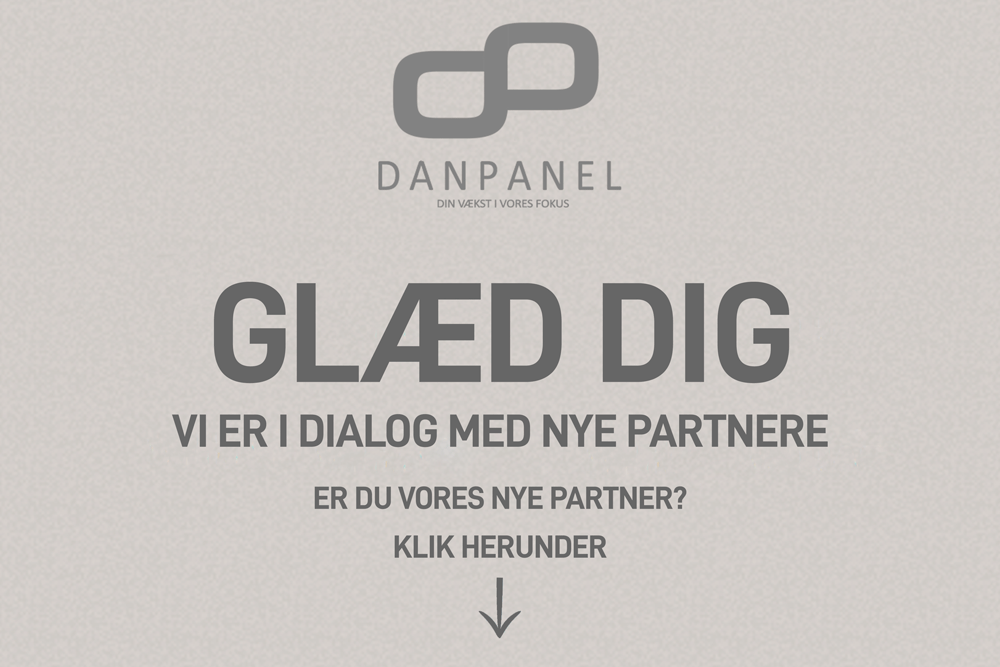 DANPANEL
DIN VÆKST I VORES FOKUS
GLÆD DIG
VI ER I DIALOG MED NYE PARTNERE
ER DU VORES NYE PARTNER?
KLIK HERUNDER